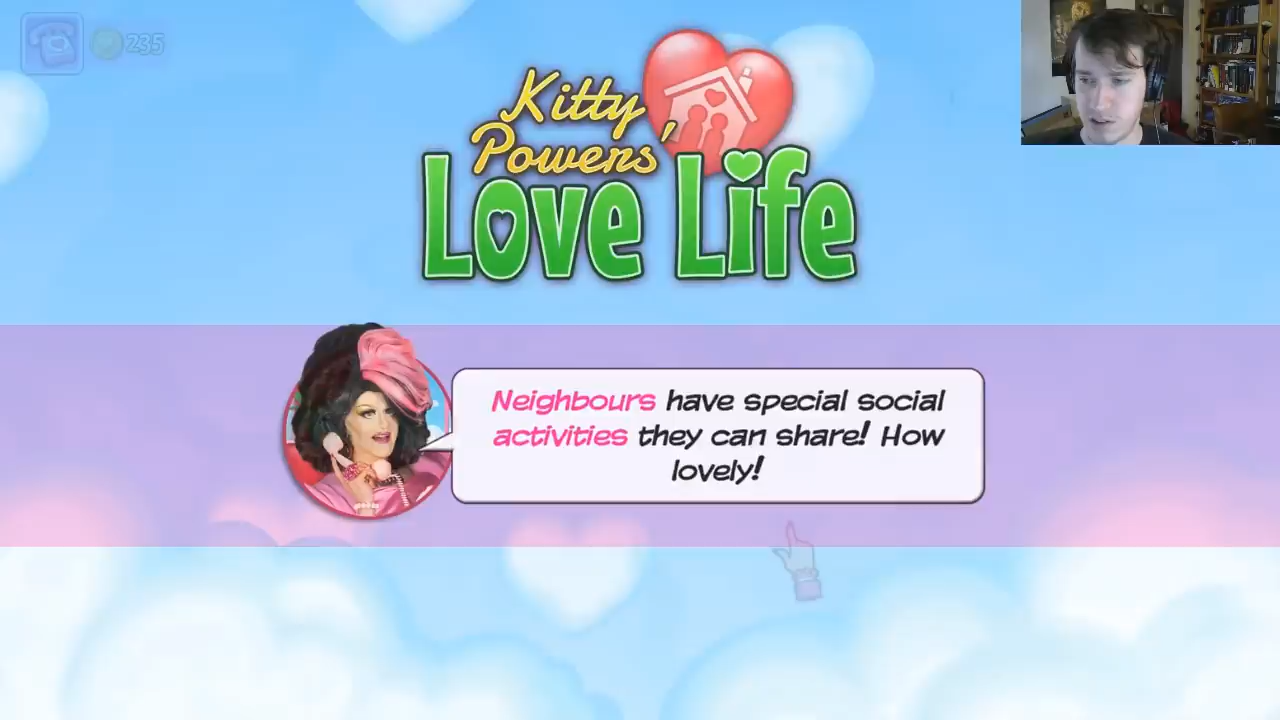 235
Kitty
Powers'
Love Life
Neighbours have special social
activities they can share! How
lovely!